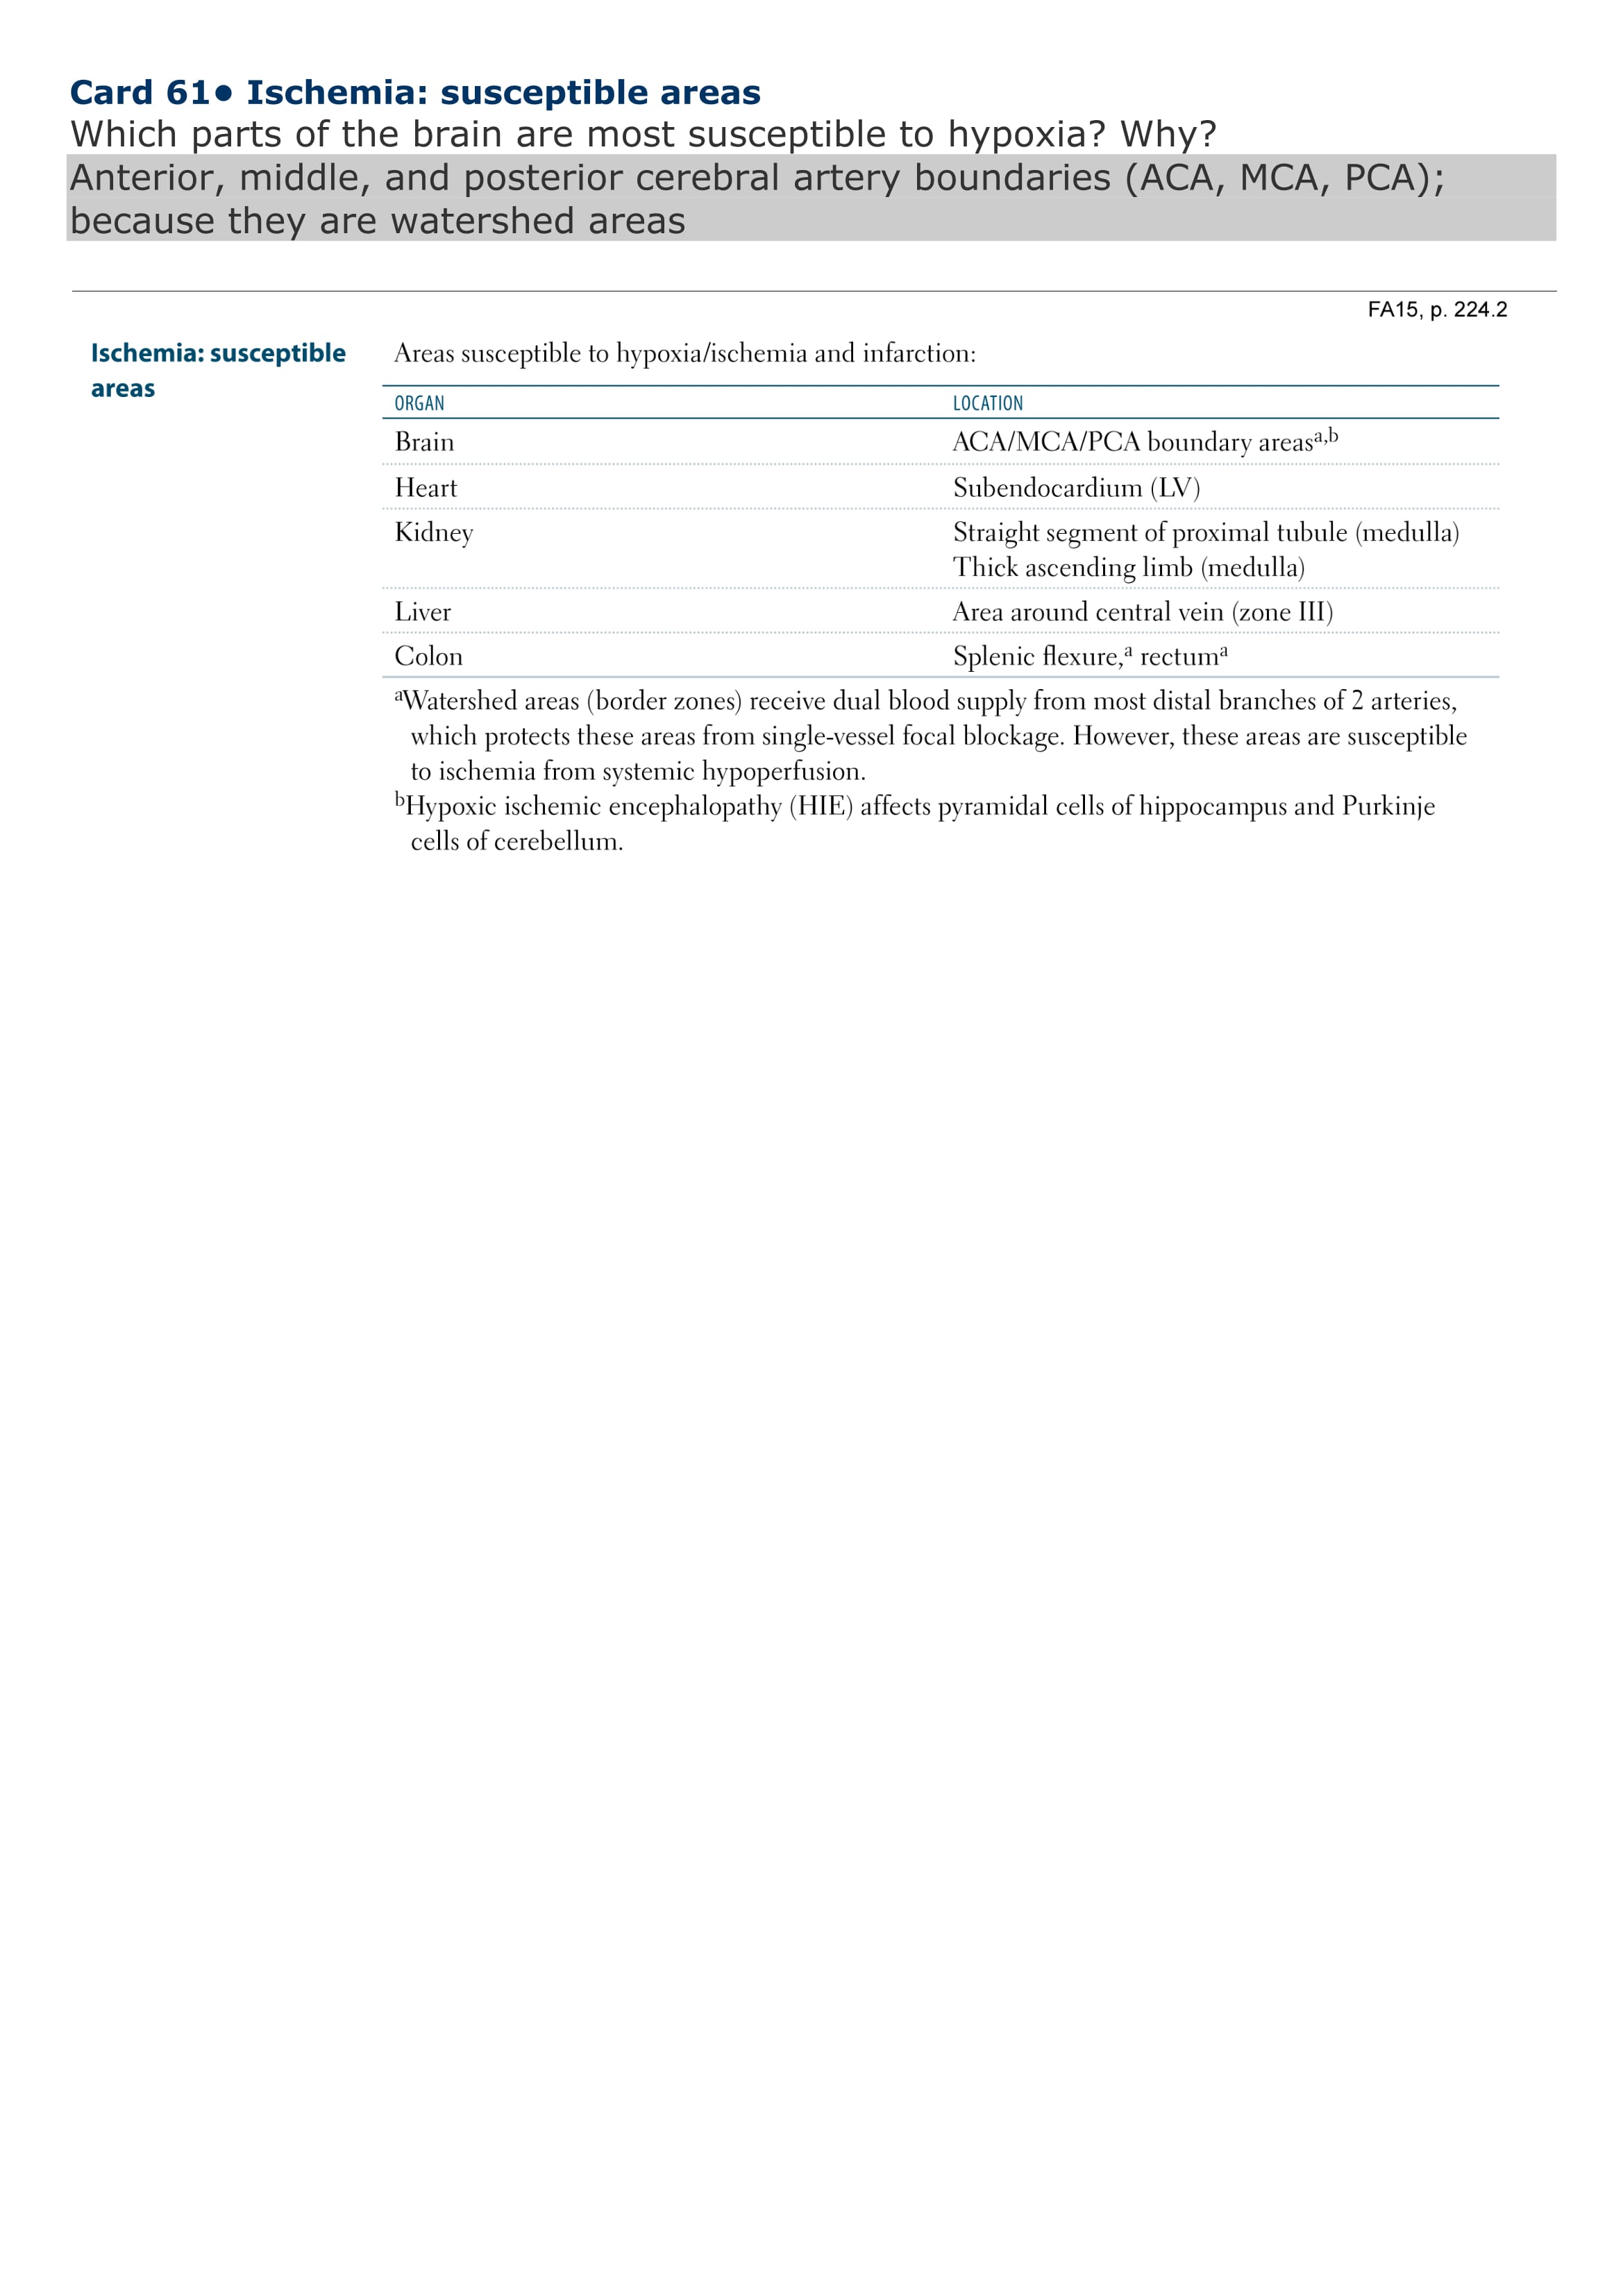 Card 61• Ischemia: susceptible areas
Which parts of the brain are most susceptible to hypoxia? Why?
Anterior, middle, and posterior cerebral artery boundaries (ACA, MCA, PCA);
because they are watershed areas
FA15, p. 224.2
Ischemia: susceptible
areas
Areas susceptible to hypoxia/ischemia and infarction:
ORGAN LOCATION
Brain ACA/MCA/PCA boundary areasᵃ,ᵇ
Heart Subendocardium (LV)
Kidney Straight segment of proximal tubule (medulla)
Thick ascending limb (medulla)
Liver Area around central vein (zone III)
Colon Splenic flexure,ᵃ rectumᵃ
ᵃWatershed areas (border zones) receive dual blood supply from most distal branches of 2 arteries,
which protects these areas from single-vessel focal blockage. However, these areas are susceptible
to ischemia from systemic hypoperfusion.
ᵇHypoxic ischemic encephalopathy (HIE) affects pyramidal cells of hippocampus and Purkinje
cells of cerebellum.